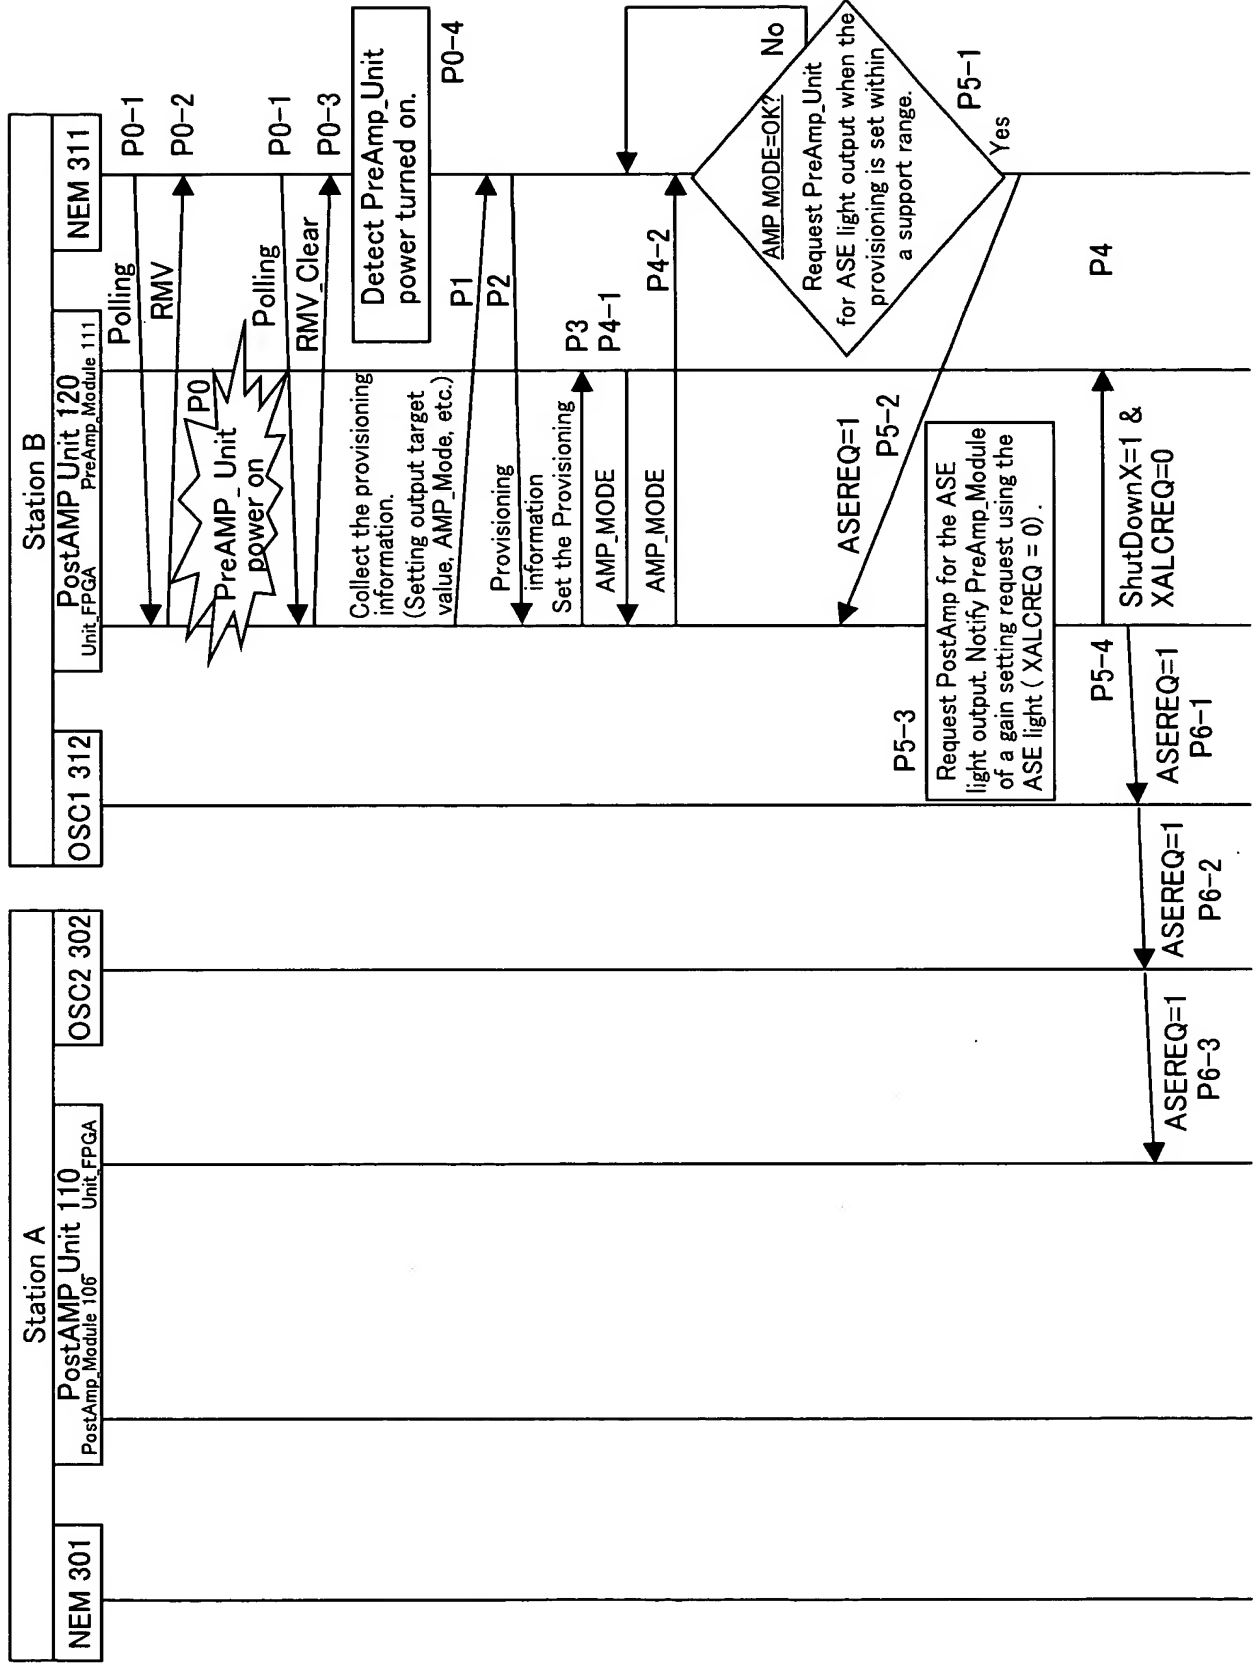 Station A
NEM 301
PostAMP_Unit 110
PostAmp_Module 106
Unit_FPGA
OSC2 302
Station B
OSC1 312
PostAMP_Unit 120
Unit_FPGA
PreAmp_Module 111
NEM 311
Polling
P0-1
RMV
P0-2
P0
PreAMP_Unit
power on
Polling
P0-1
RMV_Clear
P0-3
Detect PreAmp_Unit
power turned on.
P0-4
Collect the provisioning
information.
(Setting output target
value, AMP_Mode, etc.)
P1
P2
Provisioning
information
Set the Provisioning
P3
AMP_MODE
P4-1
AMP_MODE
P4-2
No
AMP MODE=OK?
Request PreAmp_Unit
for ASE light output when the
provisioning is set within
a support range.
P5-1
Yes
ASEREQ=1
P5-2
P5-3
Request PostAmp for the ASE
light output. Notify PreAmp_Module
of a gain setting request using the
ASE light ( XALCREQ = 0) .
P4
ShutDownX=1 &
XALCREQ=0
P5-4
ASEREQ=1
P6-1
ASEREQ=1
P6-2
ASEREQ=1
P6-3